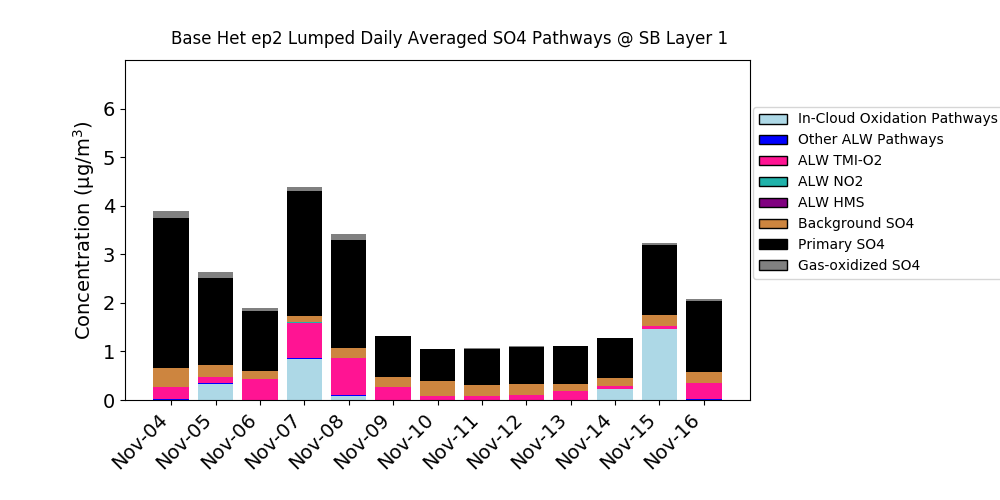 Base Het ep2 Lumped Daily Averaged SO4 Pathways @ SB Layer 1
Concentration (μg/m³)
6
5
4
3
2
1
0
Nov-04
Nov-05
Nov-06
Nov-07
Nov-08
Nov-09
Nov-10
Nov-11
Nov-12
Nov-13
Nov-14
Nov-15
Nov-16
In-Cloud Oxidation Pathways
Other ALW Pathways
ALW TMI-O2
ALW NO2
ALW HMS
Background SO4
Primary SO4
Gas-oxidized SO4